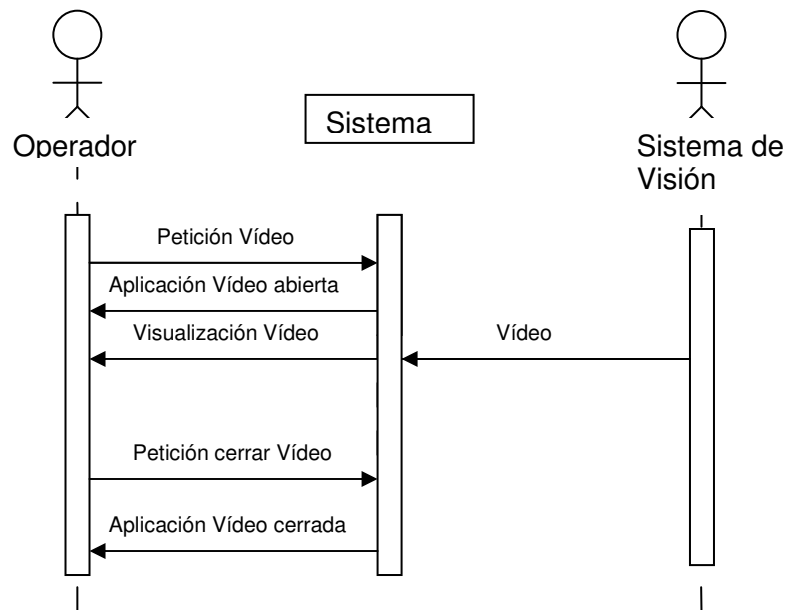 Operador
Sistema
Sistema de
Visión
Petición Vídeo
Aplicación Vídeo abierta
Visualización Vídeo
Vídeo
Petición cerrar Vídeo
Aplicación Vídeo cerrada